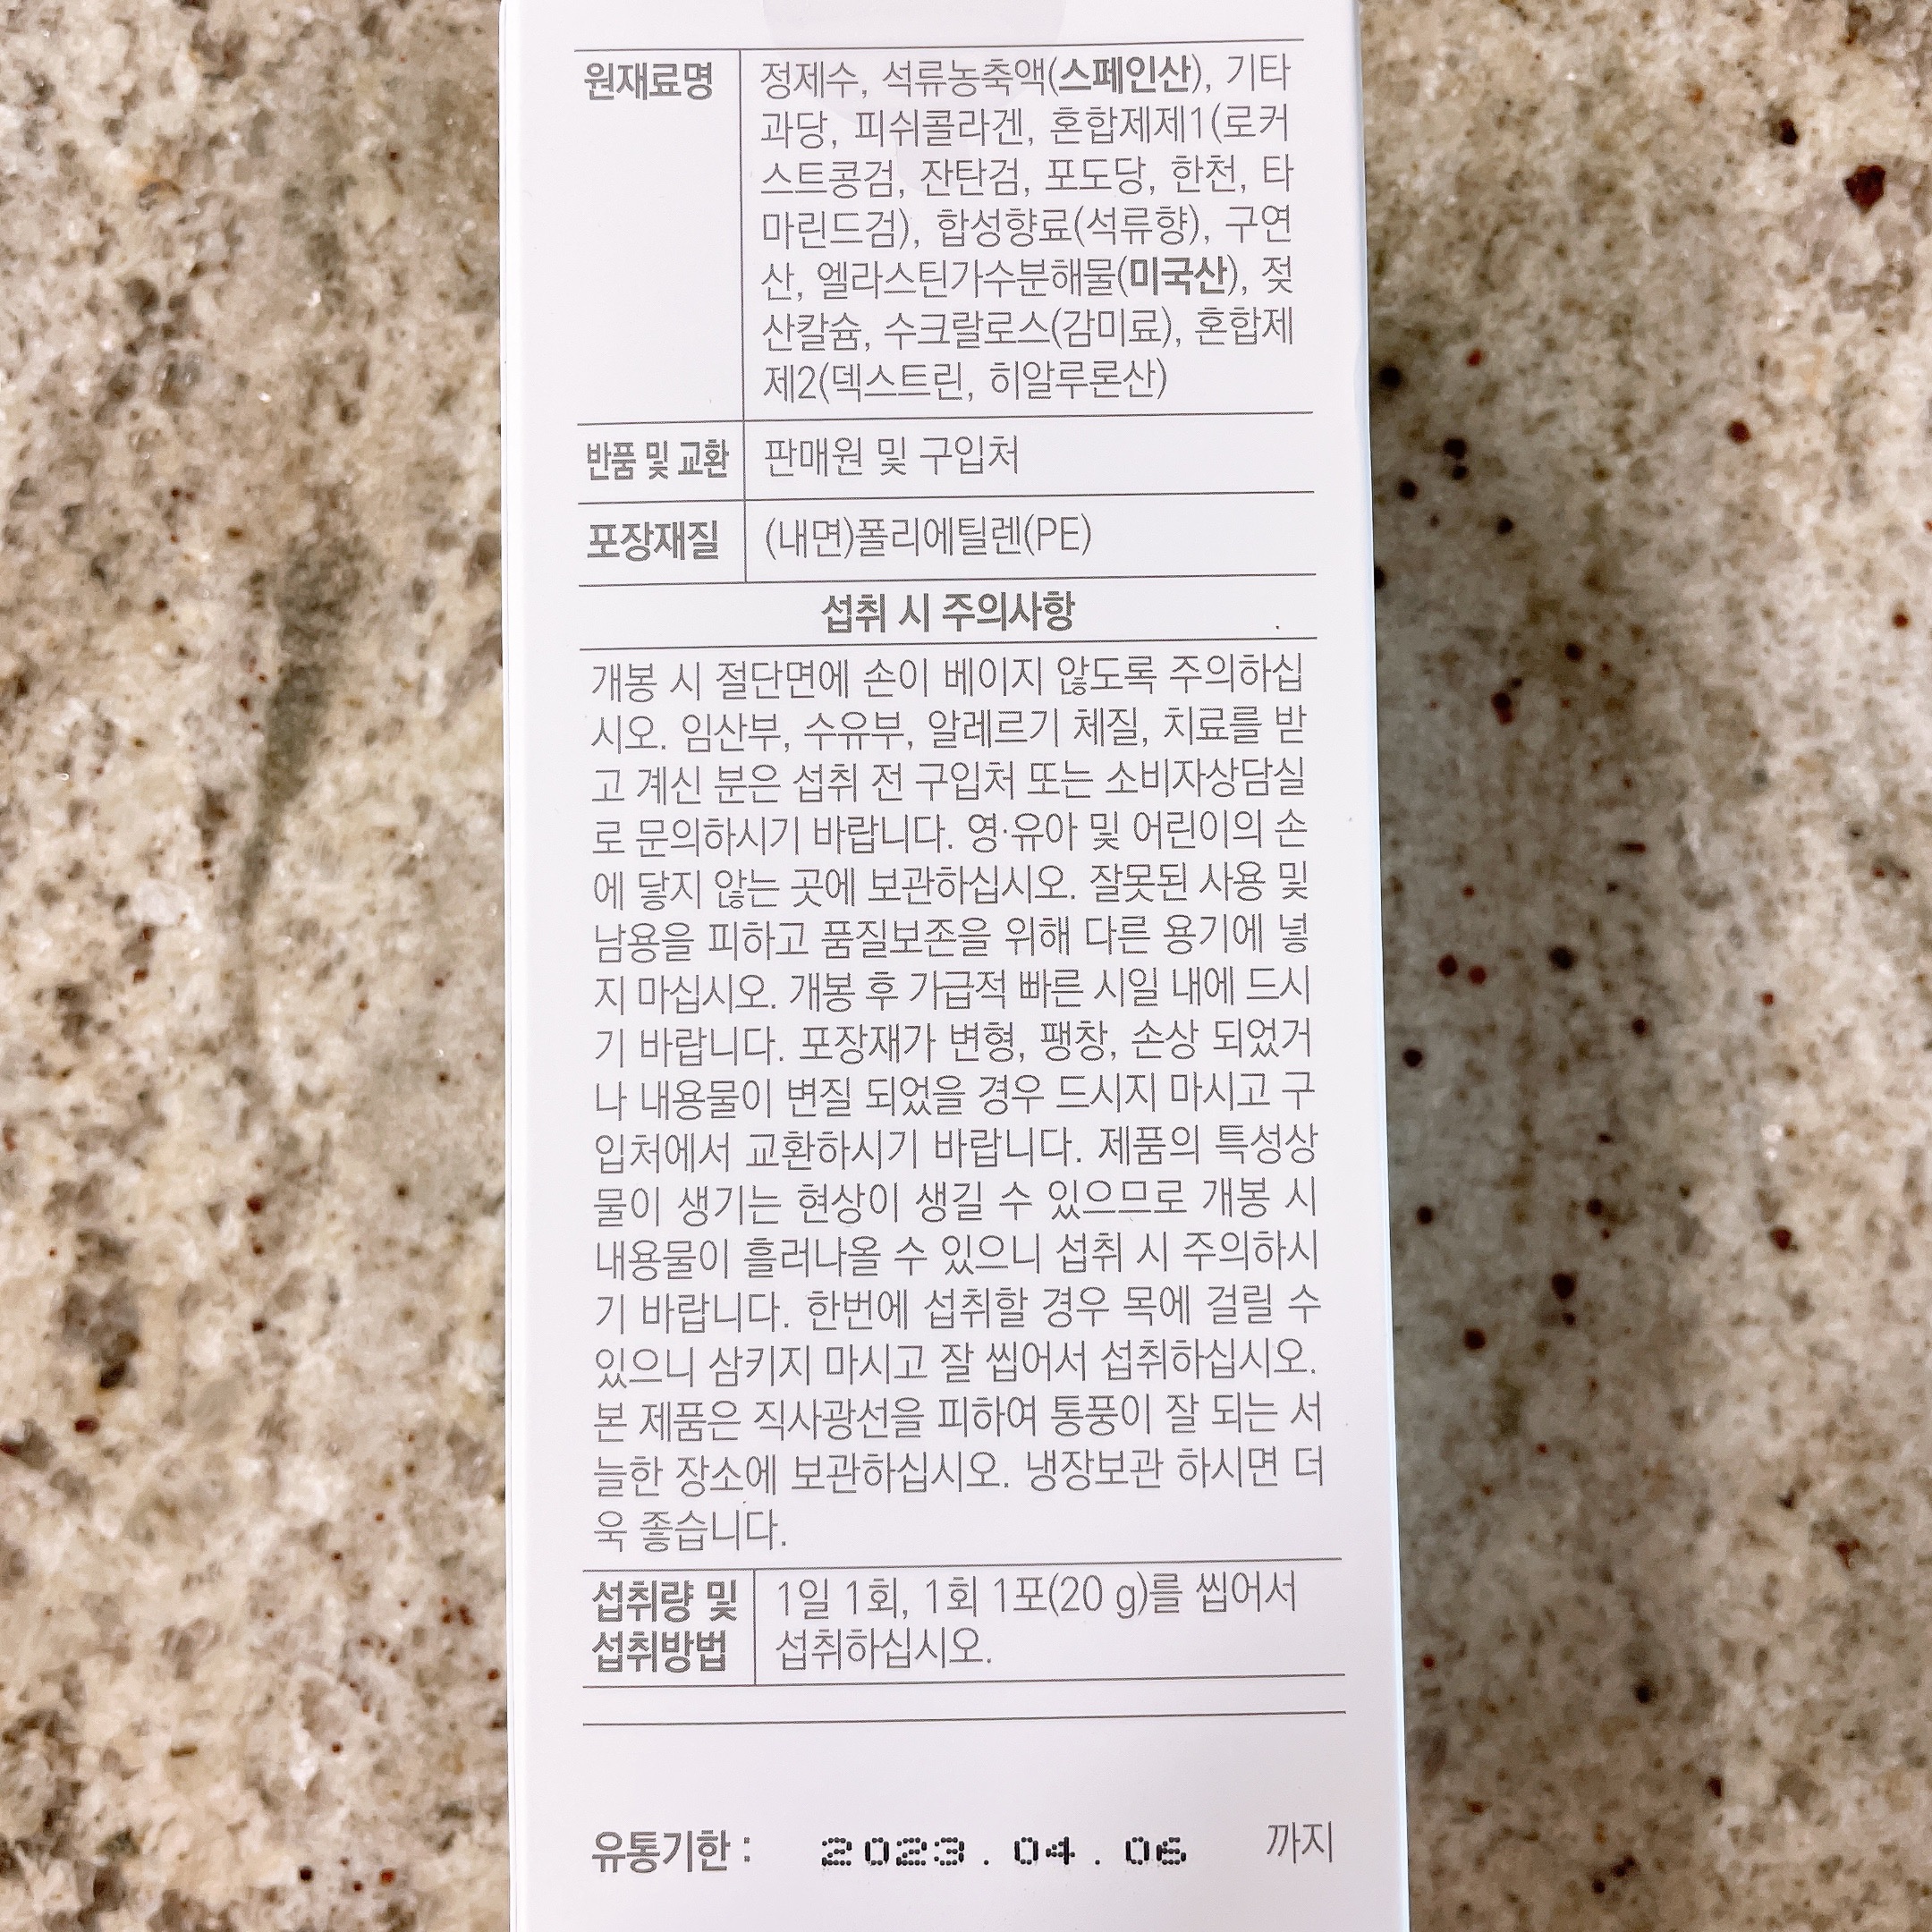 원재료명
정제수, 석류농축액(스페인산), 기타
과당, 피쉬콜라겐, 혼합제제1(로커
스트콩검, 잔탄검, 포도당, 한천, 타
마린드검), 합성향료(석류향), 구연
산, 엘라스틴가수분해물(미국산), 젖
산칼슘, 수크랄로스(감미료), 혼합제
제2(덱스트린, 히알루론산)
반품 및 교환
판매원 및 구입처
포장재질
(내면)폴리에틸렌(PE)
섭취 시 주의사항
개봉 시 절단면에 손이 베이지 않도록 주의하십
시오. 임산부, 수유부, 알레르기 체질, 치료를 받
고 계신 분은 섭취 전 구입처 또는 소비자상담실
로 문의하시기 바랍니다. 영·유아 및 어린이의 손
에 닿지 않는 곳에 보관하십시오. 잘못된 사용 및
남용을 피하고 품질보존을 위해 다른 용기에 넣
지 마십시오. 개봉 후 가급적 빠른 시일 내에 드시
기 바랍니다. 포장재가 변형, 팽창, 손상 되었거
나 내용물이 변질 되었을 경우 드시지 마시고 구
입처에서 교환하시기 바랍니다. 제품의 특성상
물이 생기는 현상이 생길 수 있으므로 개봉 시
내용물이 흘러나올 수 있으니 섭취 시 주의하시
기 바랍니다. 한번에 섭취할 경우 목에 걸릴 수
있으니 삼키지 마시고 잘 씹어서 섭취하십시오.
본 제품은 직사광선을 피하여 통풍이 잘 되는 서
늘한 장소에 보관하십시오. 냉장보관 하시면 더
욱 좋습니다.
섭취량 및
섭취방법
1일 1회, 1회 1포(20 g)를 씹어서
섭취하십시오.
유통기한 : 2023.04.06 까지